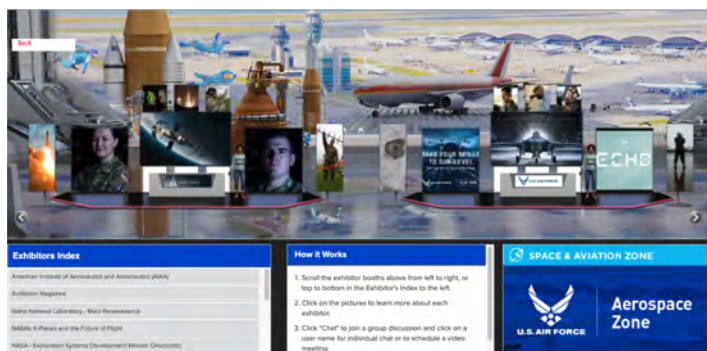 Back
TAKE YOUR SKILLS
TO OUR LEVEL
U.S. AIR FORCE
ECHO
Exhibitors Index
American Institute of Aeronautics and Astronautics (AIAA)
Aviation Magazine
Idaho National Laboratory - Mars Perseverance
NASA's X-Planes and the Future of Flight
NASA - Exploration Systems Development Mission Directorate
How it Works
1. Scroll the exhibitor booths above from left to right, or
top to bottom in the Exhibitor's Index to the left.
2. Click on the pictures to learn more about each
exhibitor.
3. Click "Chat" to join a group discussion and click on a
user name for individual chat or to schedule a video
meeting.
SPACE & AVIATION ZONE
U.S. AIR FORCE
Aerospace
Zone